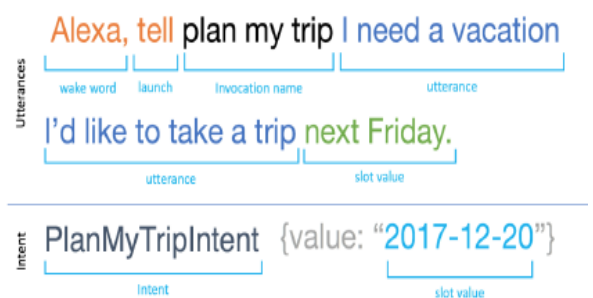 Alexa, tell plan my trip I need a vacation
wake word launch Invocation name utterance
Utterances
I'd like to take a trip next Friday.
utterance slot value
Intent
PlanMyTripIntent {value: “2017-12-20”}
Intent slot value